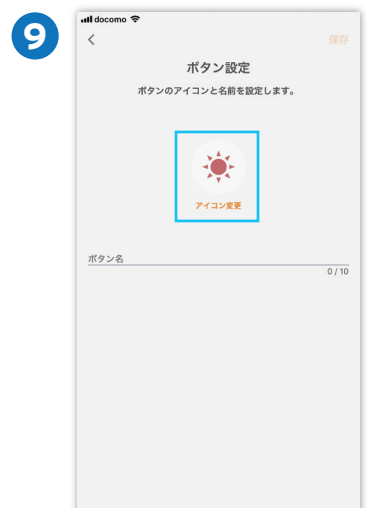 9
docomo
保存
ボタン設定
ボタンのアイコンと名前を設定します。
アイコン変更
ボタン名
0 / 10